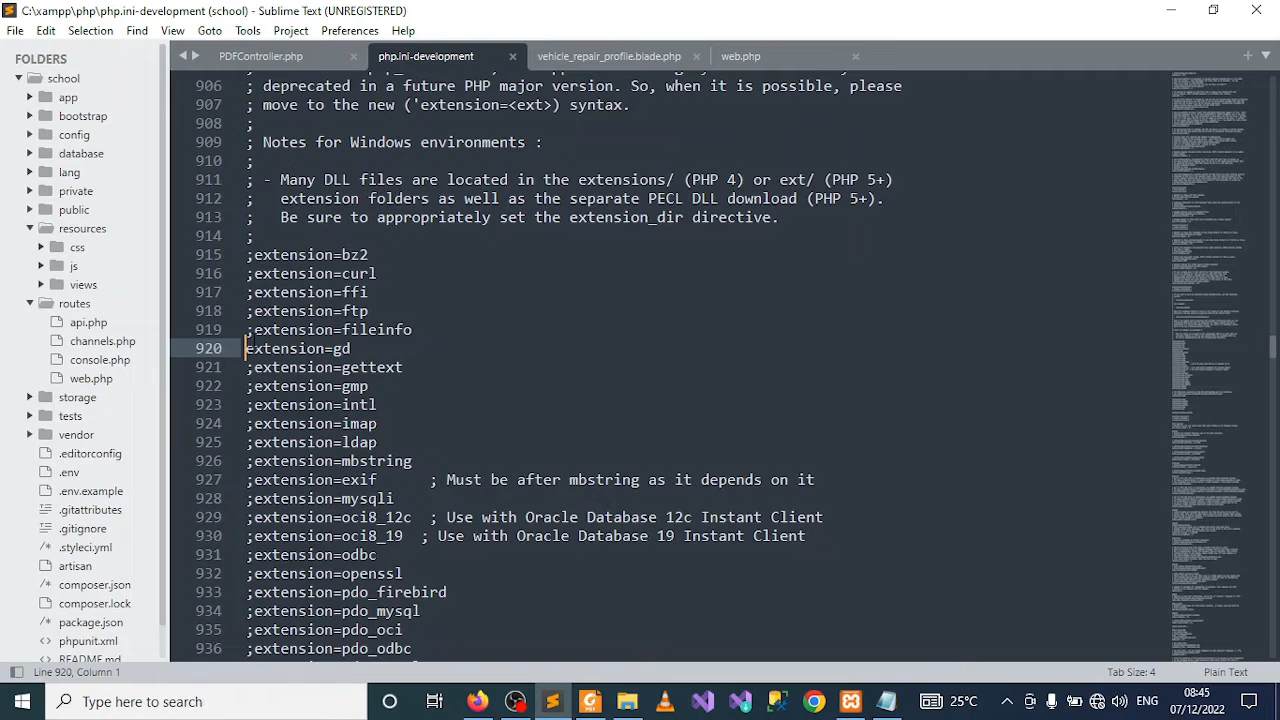 C:\xampp\php\php.ini-development (school) - Sublime Text (UNREGISTERED)
File Edit Selection Find View Goto Tools Project Preferences Help
FOLDERS
PDFController.php
php.ini-development
vehicle_repair_profile.blade.php
web.php
school
app
bootstrap
config
database
lang
private
public
resources
css
js
views
routes
api.php
channels.php
console.php
web.php
storage
tests
vendor
.editorconfig
.env
.env.example
.gitattributes
.gitignore
.styleci.yml
artisan
composer.json
composer.lock
package.json
phpunit.xml
README.md
906 ; deprecated in future PHP major versions. So, when it is possible, please
907 ; move to the new ('extension=<ext>) syntax.
908 ;
909 ; Notes for Windows environments :
910 ;
911 ; - Many DLL files are located in the extensions/ (PHP 4) or ext/ (PHP 5+)
912 ;   extension folders as well as the separate PECL DLL download (PHP 5+).
913 ;   Be sure to appropriately set the extension_dir directive.
914 ;
915 ;extension=bz2
916 ;extension=curl
917 ;extension=ffi
918 ;extension=ftp
919 ;extension=fileinfo
920 extension=gd
921 ;extension=gettext
922 ;extension=gmp
923 ;extension=intl
924 ;extension=imap
925 ;extension=ldap
926 ;extension=mbstring
927 ;extension=exif      ; Must be after mbstring as it depends on it
928 ;extension=mysqli
929 ;extension=oci8_12c  ; Use with Oracle Database 12c Instant Client
930 ;extension=oci8_19  ; Use with Oracle Database 19 Instant Client
931 ;extension=odbc
932 ;extension=openssl
933 ;extension=pdo_firebird
934 ;extension=pdo_mysql
935 ;extension=pdo_oci
Line 920, Column 1
Tab Size: 4
Plain Text
Type here to search
25°C
ENG
08:45
07/12/2022